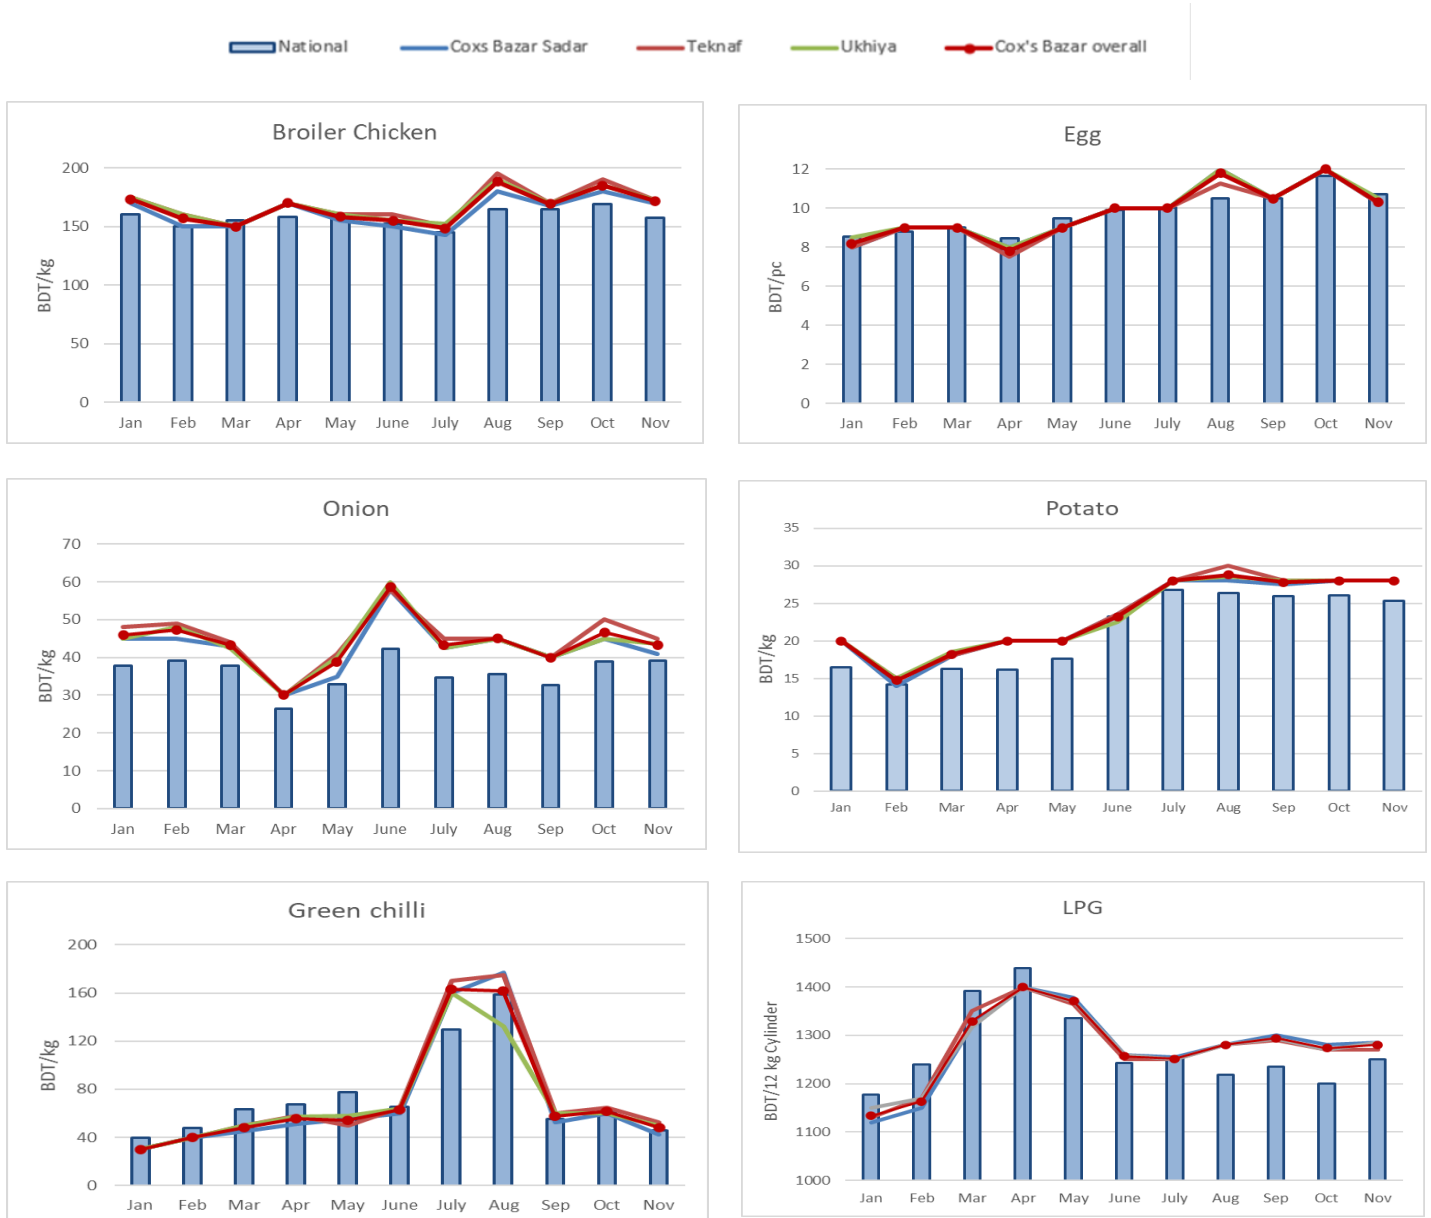 National Coxs Bazar Sadar Teknaf Ukhiya Cox's Bazar overall
Broiler Chicken
BDT/kg
200
150
100
50
0
Jan Feb Mar Apr May June July Aug Sep Oct Nov
Egg
BDT/pc
12
10
8
6
4
2
0
Jan Feb Mar Apr May June July Aug Sep Oct Nov
Onion
BDT/kg
70
60
50
40
30
20
10
0
Jan Feb Mar Apr May June July Aug Sep Oct Nov
Potato
BDT/kg
35
30
25
20
15
10
5
0
Jan Feb Mar Apr May June July Aug Sep Oct Nov
Green chilli
BDT/kg
200
160
120
80
40
0
Jan Feb Mar Apr May June July Aug Sep Oct Nov
LPG
BDT/12 kg Cyliinder
1500
1400
1300
1200
1100
1000
Jan Feb Mar Apr May June July Aug Sep Oct Nov